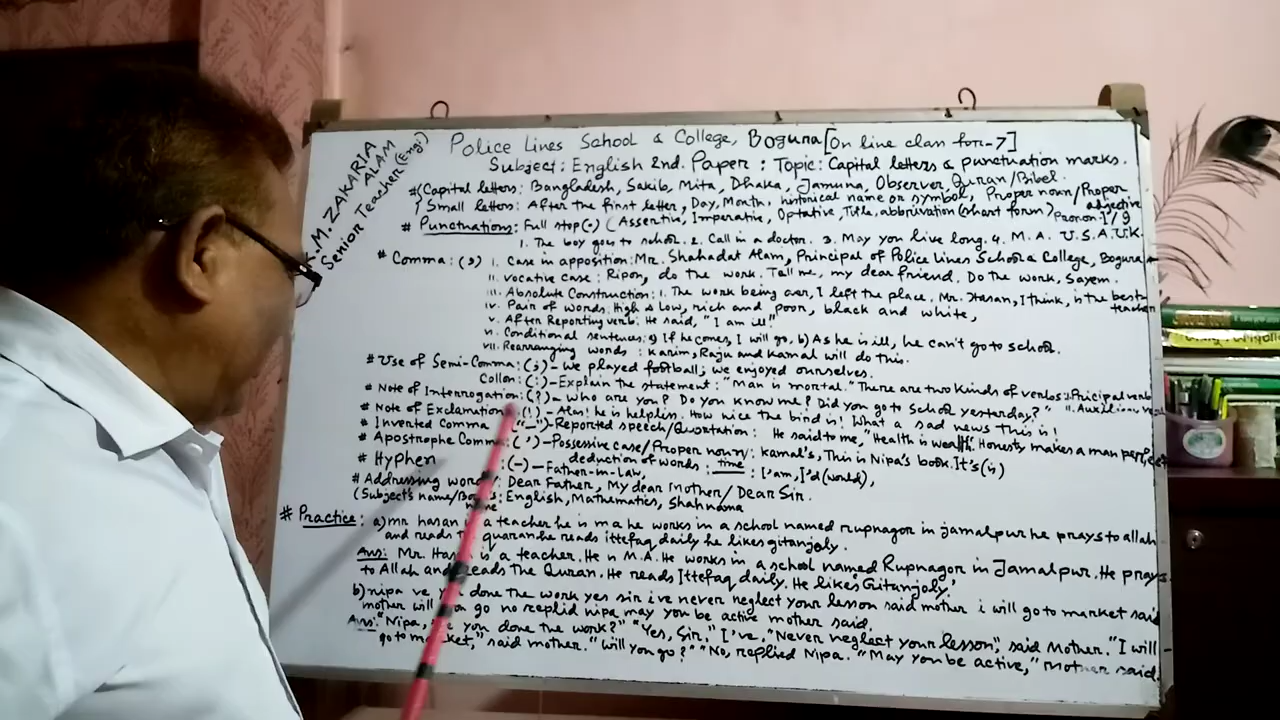 K.M. ZAKARIA
ALAM
Senior Teacher (Eng)
Police Lines School & College, Bogura [On line class for-7]
Subject: English 2nd. Paper : Topic: Capital letters & punctuation marks.
# (Capital letters: Bangladesh, Sakib, Mita, Dhaka, Jamuna, Observer, Quran/Bibel.
Small letters: After the first letter, Day, Month, historical name or symbol, Proper noun/Proper adjective
# Punctuations: Full stop(.) (Assertive, Imperative, Optative, Title, abbrivation (short form) Pronoun 'I'/9
1. The boy goes to school. 2. Call in a doctor. 3. May you live long. 4. M.A. U.S.A. U.K.
# Comma: (,) i. Case in apposition: Mr. Shahadat Alam, Principal of Police Lines School & College, Bogura
ii. vocative case: Ripon, do the work. Tell me, my dear friend. Do the work, Sayem.
iii. Absolute Construction: 1. The work being over, I left the place. Mr. Hasan, I think, is the best teacher
iv. Pair of words: High & Low, rich and poor, black and white,
v. After Reporting verb: He said, "I am ill!"
vi. Conditional sentences: a) If he comes, I will go, b) As he is ill, he can't go to school.
vii. Rearranging words : Karim, Raju and Kamal will do this.
# Use of Semi-Comma: (;) - we played football; we enjoyed ourselves.
Collon: (:) - Explain the statement: "Man is mortal." There are two kinds of verbs: Pricipal verb
# Note of Interrogation: (?) - Who are you? Do you know me? Did you go to School yesterday?" ii. Auxiliary
# Note of Exclamation (!) - Alas! he is helpless. How nice the bird is! What a sad news this is!
# Inverted Comma "_") - Reported speech/Quotation: He said to me, "Health is wealth. Honesty makes a man perfect
# Apostrophe Comma: (') - Possessive case/Proper noun: Kamal's, This is Nipa's book. It's (is)
deduction of words: time : I'am, I'd (would),
# Hyphen :(-) - Father-in-law,
# Addressing words: Dear Father, My dear Mother/ Dear Sir.
(Subject's name/ : English, Mathematics, Shahnama
# Practice: a) mr hasan a teacher he is m a he works in a school named rupnagor in jamalpur he prays to allah
and reads quaran he reads ittefaq daily he likes gitanjoly.
Ans: Mr. Hasan is a teacher. He is M.A. He works in a school named Rupnagor in Jamalpur. He prays
to Allah and reads the Quran. He reads Ittefaq daily. He likes 'Gitanjoly.'
b) nipa ve you done the work yes sir i ve never neglect your lesson said mother i will go to market said
mother will you go no replid nipa may you be active mother said.
Ans: "Nipa, you done the work?" "Yes, Sir," I've, "Never neglect your lesson", said Mother. "I will
go to market," said mother. "will you go?" "No, replied Nipa. "May you be active," Mother said.